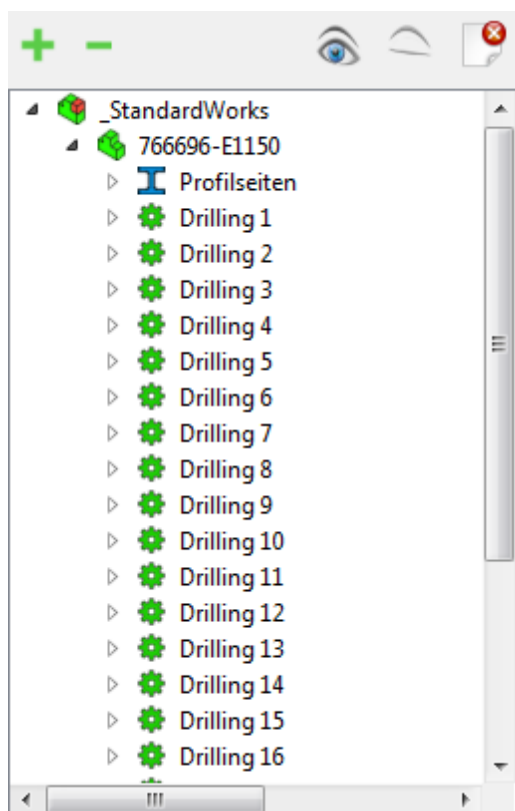 _StandardWorks
766696-E1150
Profilseiten
Drilling 1
Drilling 2
Drilling 3
Drilling 4
Drilling 5
Drilling 6
Drilling 7
Drilling 8
Drilling 9
Drilling 10
Drilling 11
Drilling 12
Drilling 13
Drilling 14
Drilling 15
Drilling 16